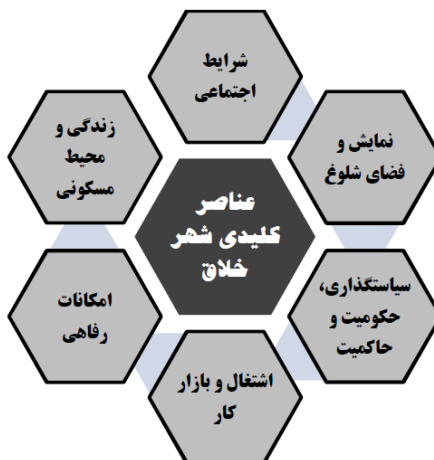 شرایط
اجتماعی
نمایش و
فضای شلوغ
زندگی و
محیط
مسکونی
عناصر
کلیدی شهر
خلاق
سیاستگذاری،
حکومیت و
حاکمیت
امکانات
رفاهی
اشتغال و بازار
کار